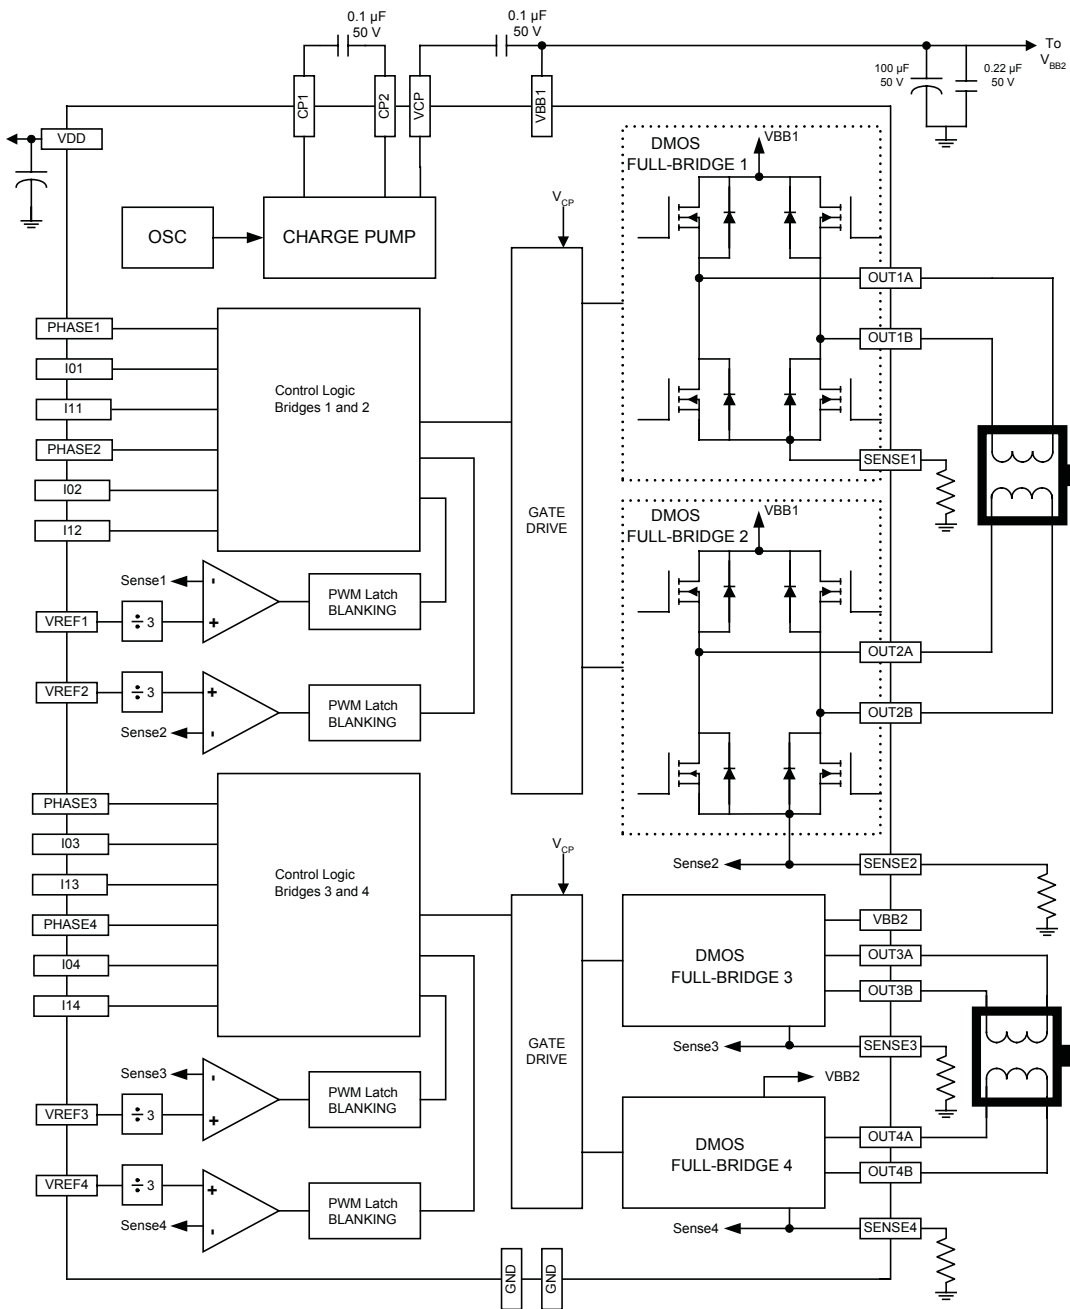 0.1 µF
50 V
0.1 µF
50 V
To
VBB2
100 µF
50 V
0.22 µF
50 V
CP1
CP2
VCP
VBB1
VDD
DMOS
FULL-BRIDGE 1
VBB1
OSC
CHARGE PUMP
VCP
OUT1A
PHASE1
OUT1B
I01
Control Logic
Bridges 1 and 2
I11
PHASE2
SENSE1
I02
I12
GATE
DRIVE
DMOS
FULL-BRIDGE 2
VBB1
Sense1
-
PWM Latch
BLANKING
VREF1
÷ 3
+
OUT2A
VREF2
÷ 3
+
PWM Latch
BLANKING
OUT2B
Sense2
-
PHASE3
I03
VCP
Sense2
SENSE2
Control Logic
Bridges 3 and 4
I13
PHASE4
VBB2
DMOS
FULL-BRIDGE 3
OUT3A
I04
OUT3B
I14
GATE
DRIVE
Sense3
SENSE3
Sense3
-
PWM Latch
BLANKING
VBB2
VREF3
÷ 3
+
OUT4A
DMOS
FULL-BRIDGE 4
OUT4B
VREF4
÷ 3
+
PWM Latch
BLANKING
Sense4
-
Sense4
SENSE4
GND
GND